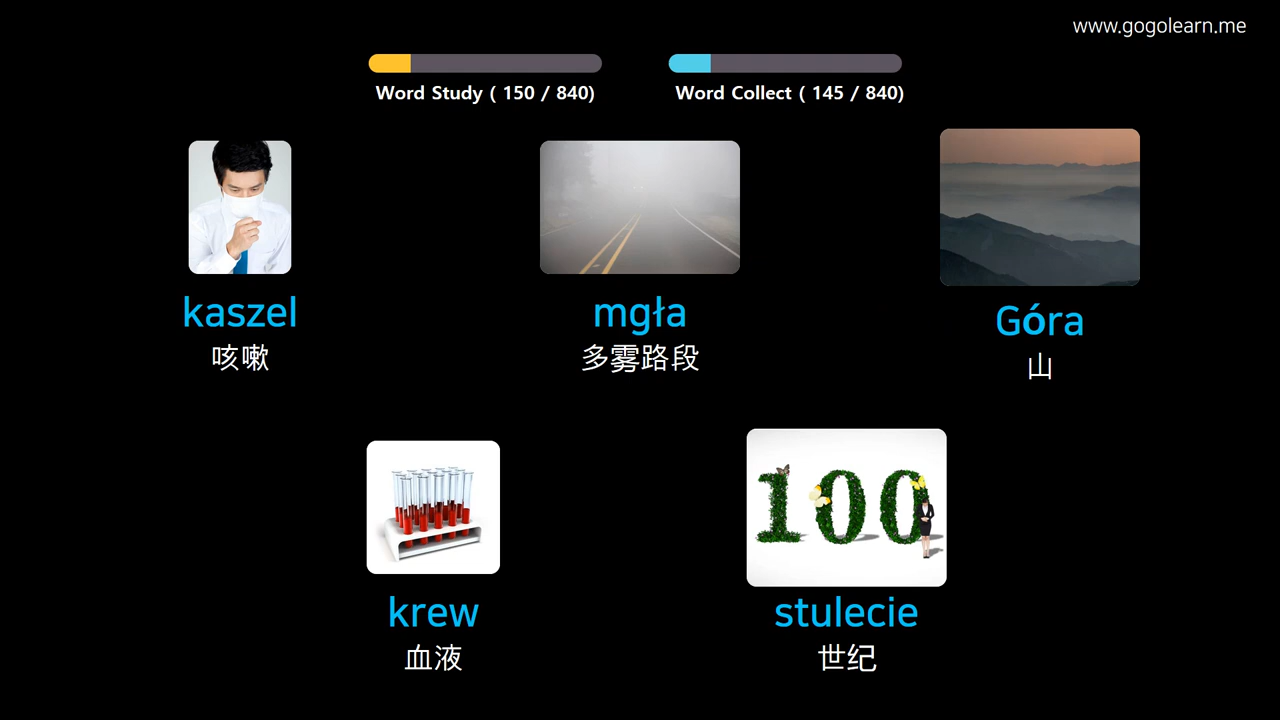 www.gogolearn.me
Word Study ( 150 / 840)
Word Collect ( 145 / 840)
kaszel
咳嗽
mgła
多雾路段
Góra
山
100
krew
血液
stulecie
世纪